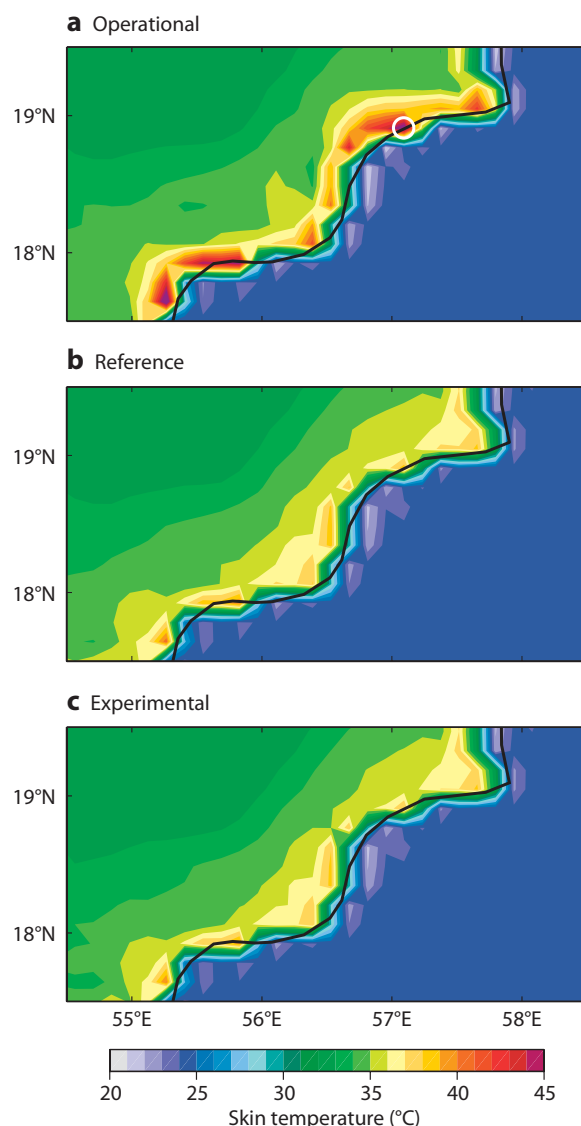 a Operational
19°N
18°N
b Reference
19°N
18°N
c Experimental
19°N
18°N
55°E 56°E 57°E 58°E
20 25 30 35 40 45
Skin temperature (°C)